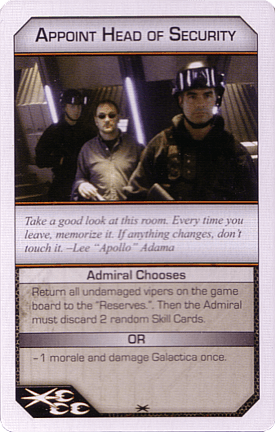 APPOINT HEAD OF SECURITY
Take a good look at this room. Every time you
leave, memorize it. If anything changes, don't
touch it. –Lee "Apollo" Adama
Admiral Chooses
Return all undamaged vipers on the game
board to the "Reserves.". Then the Admiral
must discard 2 random Skill Cards.
OR
-1 morale and damage Galactica once.